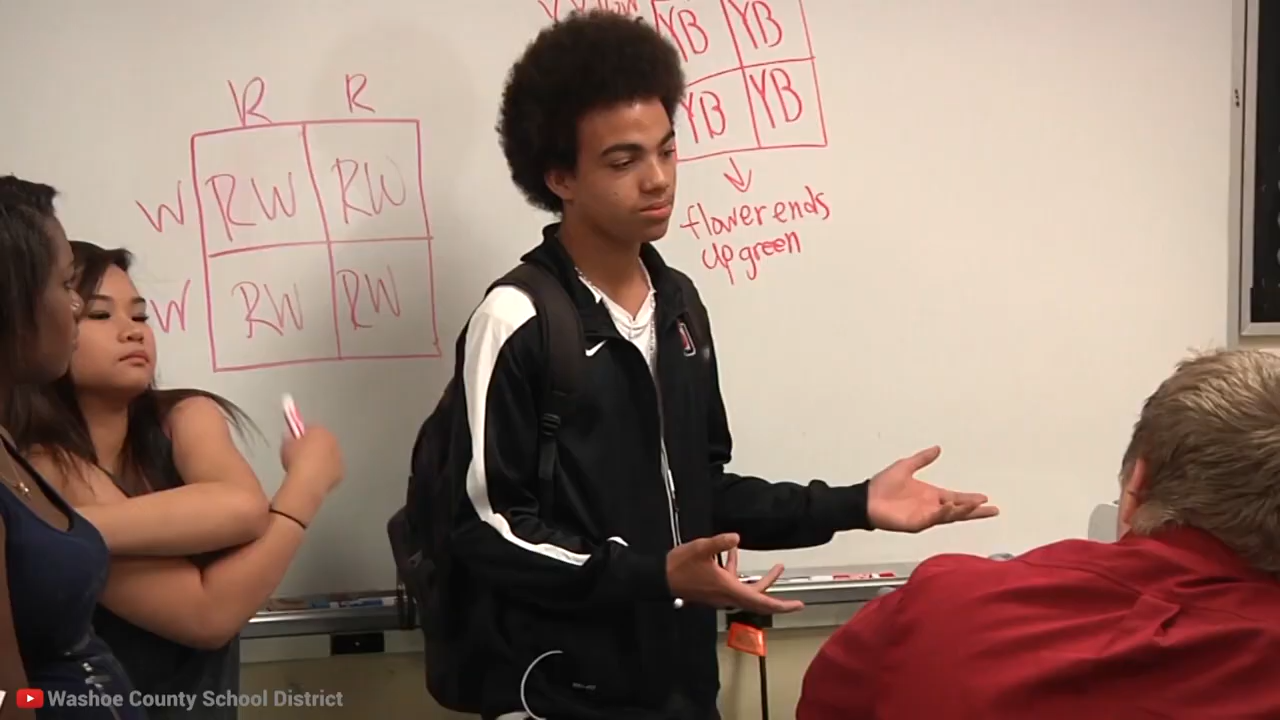 R R
W RW RW
W RW RW
YB YB
YB YB
flower ends
up green
Washoe County School District